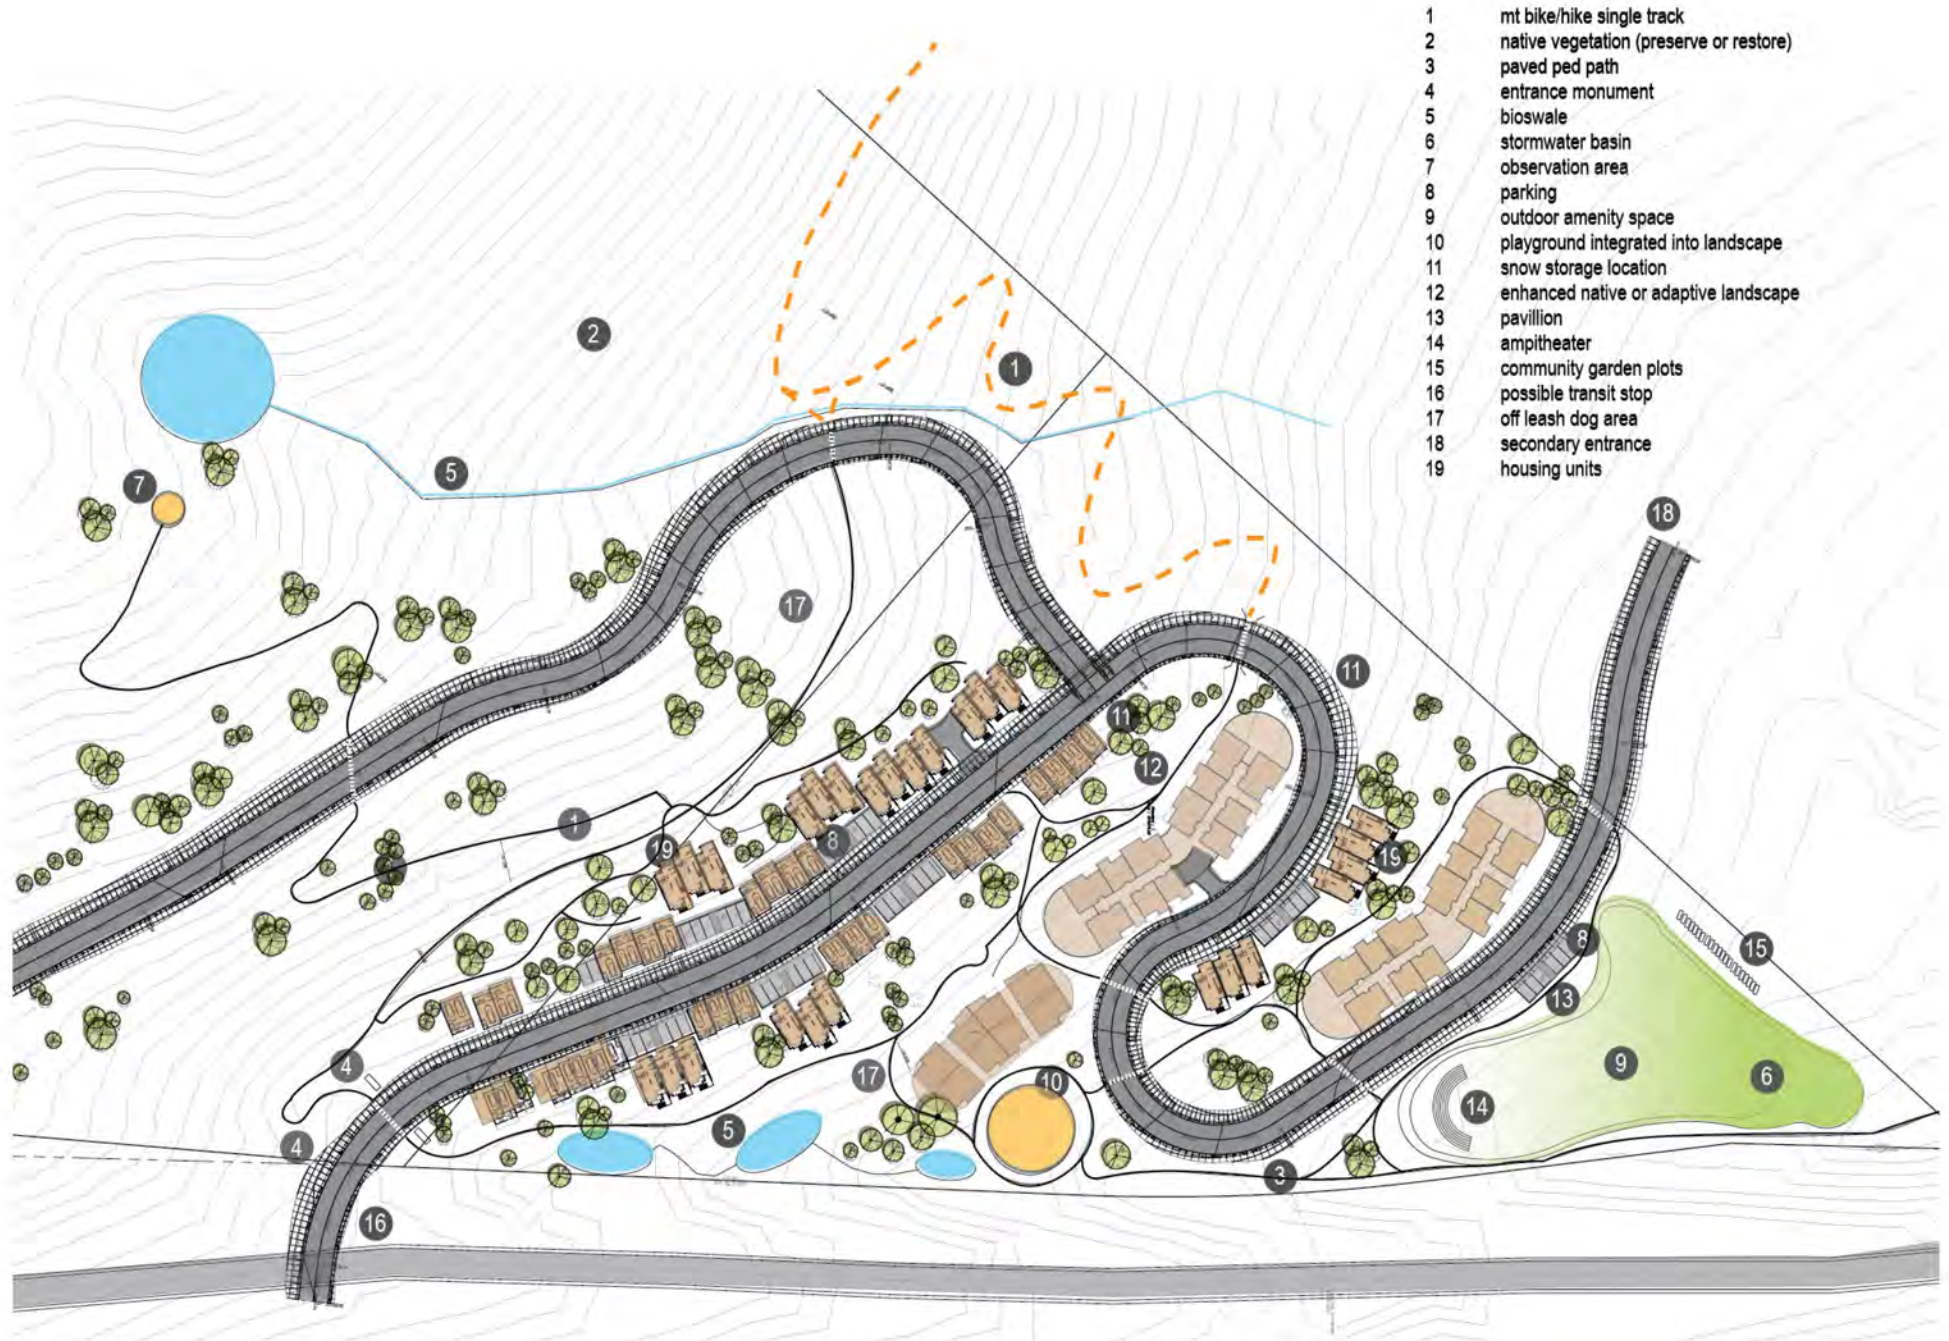 1 mt bike/hike single track
2 native vegetation (preserve or restore)
3 paved ped path
4 entrance monument
5 bioswale
6 stormwater basin
7 observation area
8 parking
9 outdoor amenity space
10 playground integrated into landscape
11 snow storage location
12 enhanced native or adaptive landscape
13 pavillion
14 ampitheater
15 community garden plots
16 possible transit stop
17 off leash dog area
18 secondary entrance
19 housing units
2
1
5
7
18
17
11
11
12
1
19
8
19
8
15
13
4
17
10
9
6
14
5
4
3
16